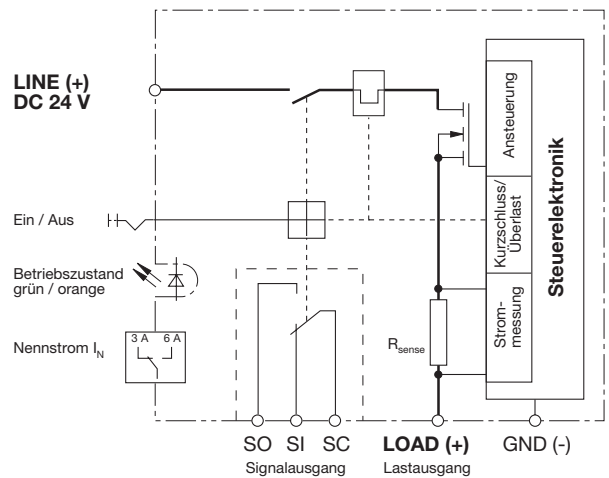 LINE (+)
DC 24 V
Ein / Aus
Betriebszustand
grün / orange
Nennstrom I_N
3 A 6 A
Ansteuerung
Kurzschluss/
Überlast
Strom-
messung
Steuerelektronik
R_sense
SO SI SC
Signalausgang
LOAD (+)
Lastausgang
GND (-)